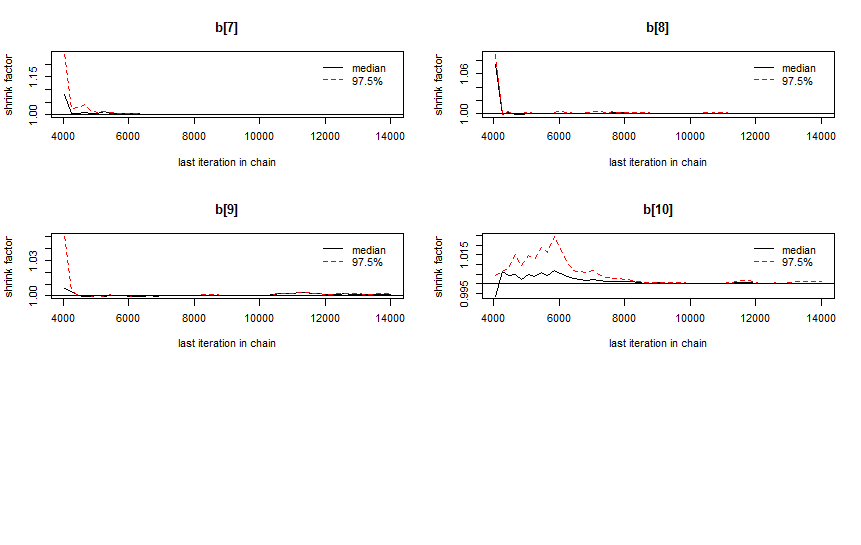 b[7]
shrink factor
1.00 1.15
median
97.5%
4000 6000 8000 10000 12000 14000
last iteration in chain
b[8]
shrink factor
1.00 1.06
median
97.5%
4000 6000 8000 10000 12000 14000
last iteration in chain
b[9]
shrink factor
1.00 1.03
median
97.5%
4000 6000 8000 10000 12000 14000
last iteration in chain
b[10]
shrink factor
0.995 1.015
median
97.5%
4000 6000 8000 10000 12000 14000
last iteration in chain